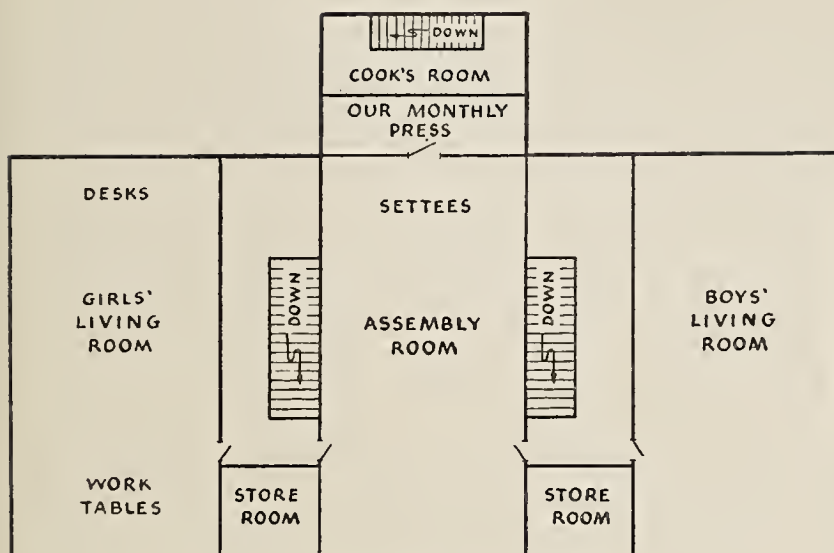 DOWN
COOK'S ROOM
OUR MONTHLY
PRESS
DESKS
SETTEES
GIRLS'
LIVING
ROOM
DOWN
ASSEMBLY
ROOM
DOWN
BOYS'
LIVING
ROOM
WORK
TABLES
STORE
ROOM
STORE
ROOM